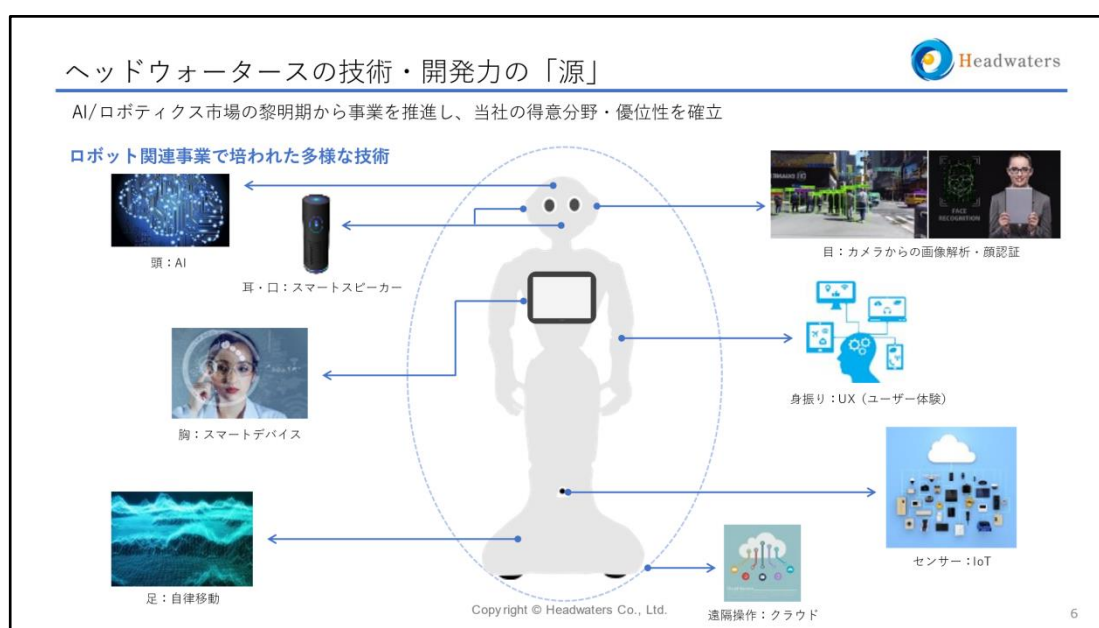 ヘッドウォータースの技術・開発力の「源」
Headwaters
AI/ロボティクス市場の黎明期から事業を推進し、当社の得意分野・優位性を確立
ロボット関連事業で培われた多様な技術
頭：AI
耳・口：スマートスピーカー
FACE
RECOGNITION
目：カメラからの画像解析・顔認証
胸：スマートデバイス
身振り：UX（ユーザー体験）
足：自律移動
センサー：IoT
遠隔操作：クラウド
Copyright © Headwaters Co., Ltd.
6